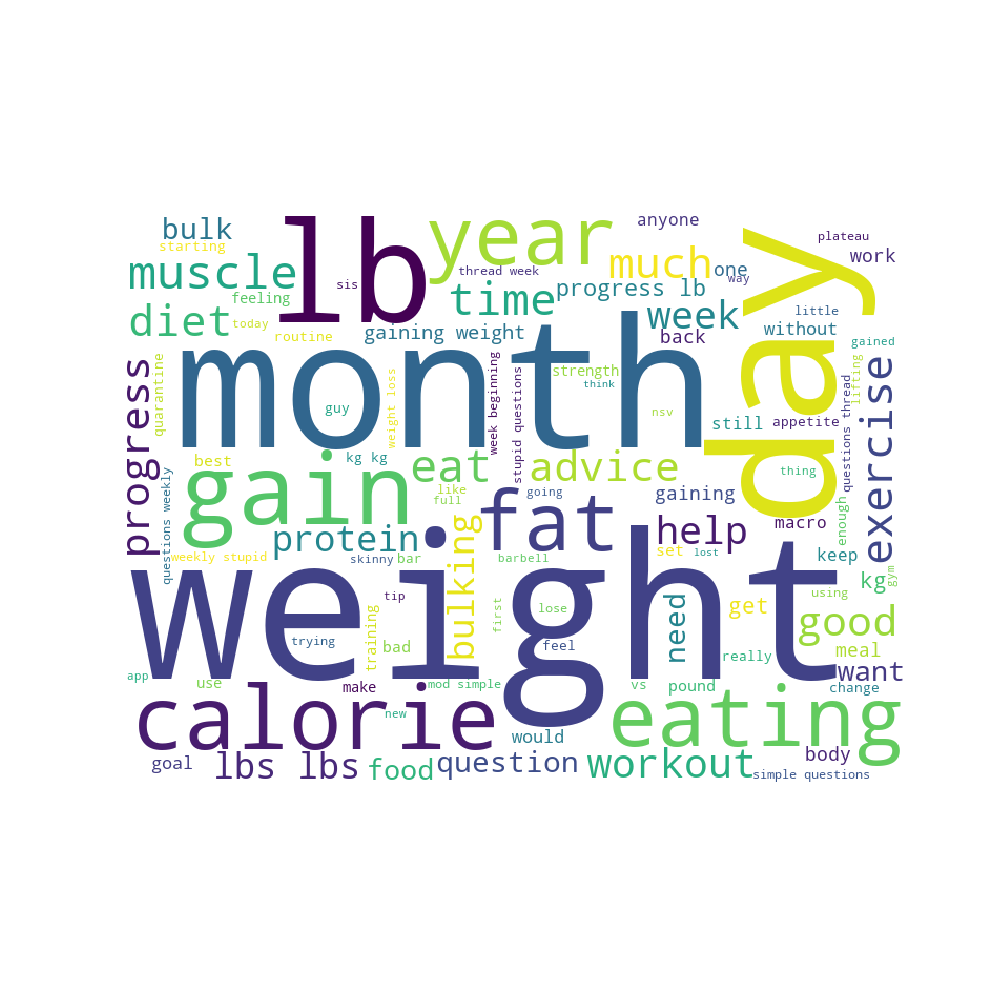 lb
year
day
anyone
plateau
bulk
starting
thread week
much
one
way
work
muscle
feeling
sis
time
progress lb
little
diet
today
routine
gaining weight
week
back
without
gained
progress
quarantine
month
guy
weight loss
week beginning
stupid questions
strength
think
nsw
still
appetite
questions thread
lifting
exercise
best
kg kg
gain
eat
advice
like
full
going
gaining
thing
questions weekly
weekly stupid
protein
skinny
bar
bulking
fat
barbell
help
set
lost
macro
enough
keep
kg
gym
weight
tip
trying
training
bad
first
lose
feel
need
get
really
using
good
meal
want
app
use
make
mod simple
vs
pound
change
calorie
new
would
eating
goal
lbs lbs
food
question
workout
body
simple questions